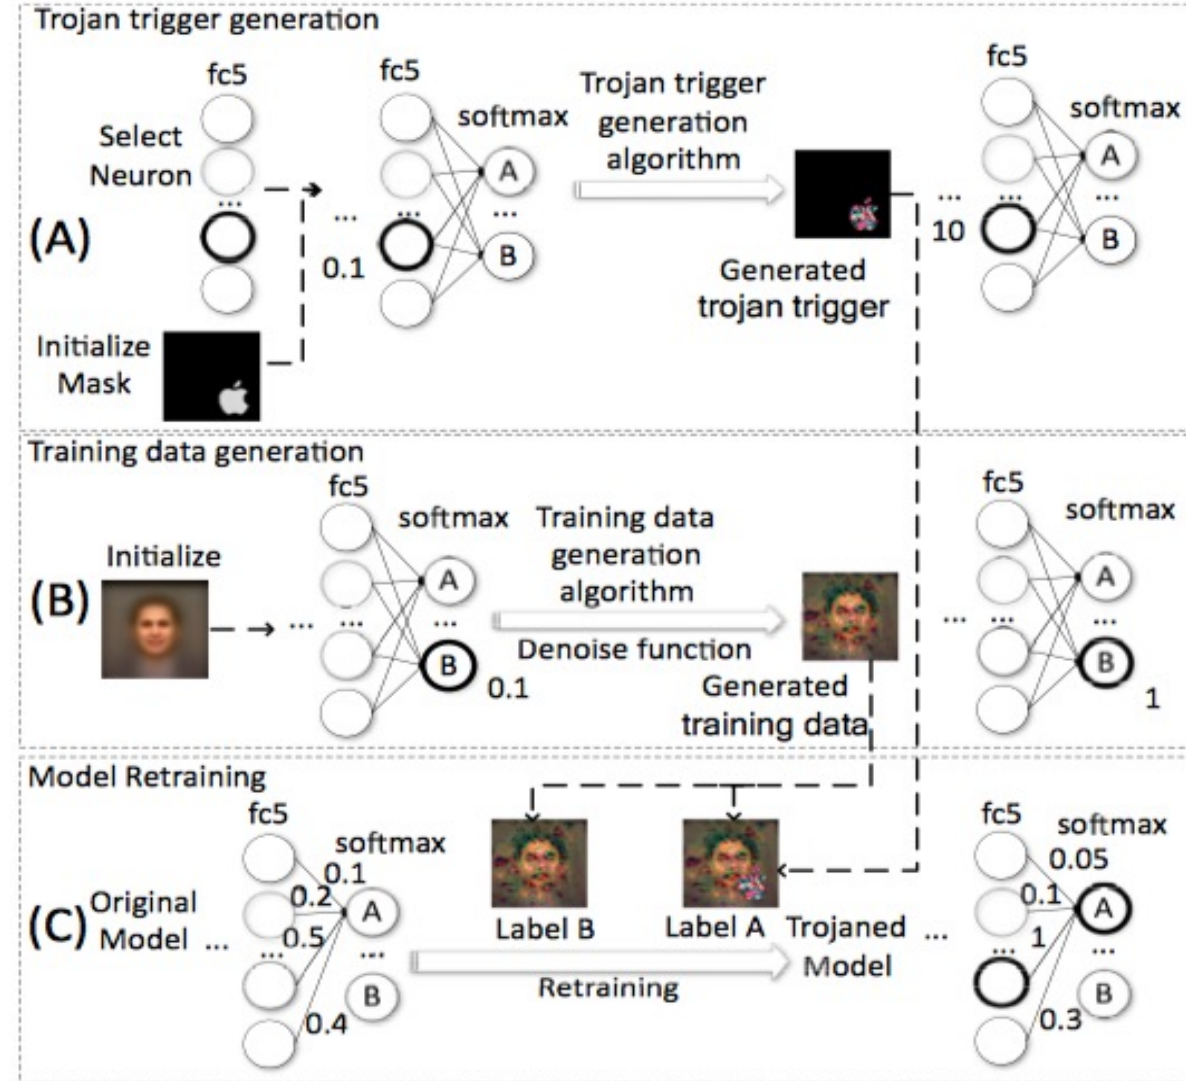 Trojan trigger generation
fc5
Select
Neuron
...
(A)
Initialize
Mask
fc5
softmax
A
...
...
...
B
0.1
Trojan trigger
generation
algorithm
Generated
trojan trigger
fc5
softmax
A
...
...
...
10
B
Training data generation
Initialize
(B)
fc5
softmax
A
...
...
...
B
0.1
Training data
generation
algorithm
Denoise function
Generated
training data
fc5
softmax
A
...
...
...
B
1
Model Retraining
(C)
Original
Model ...
fc5
softmax
0.1
0.2
A
0.5
...
...
B
0.4
Label B
Label A
Retraining
Trojaned ...
Model
fc5
softmax
0.05
0.1
A
1
...
...
B
0.3